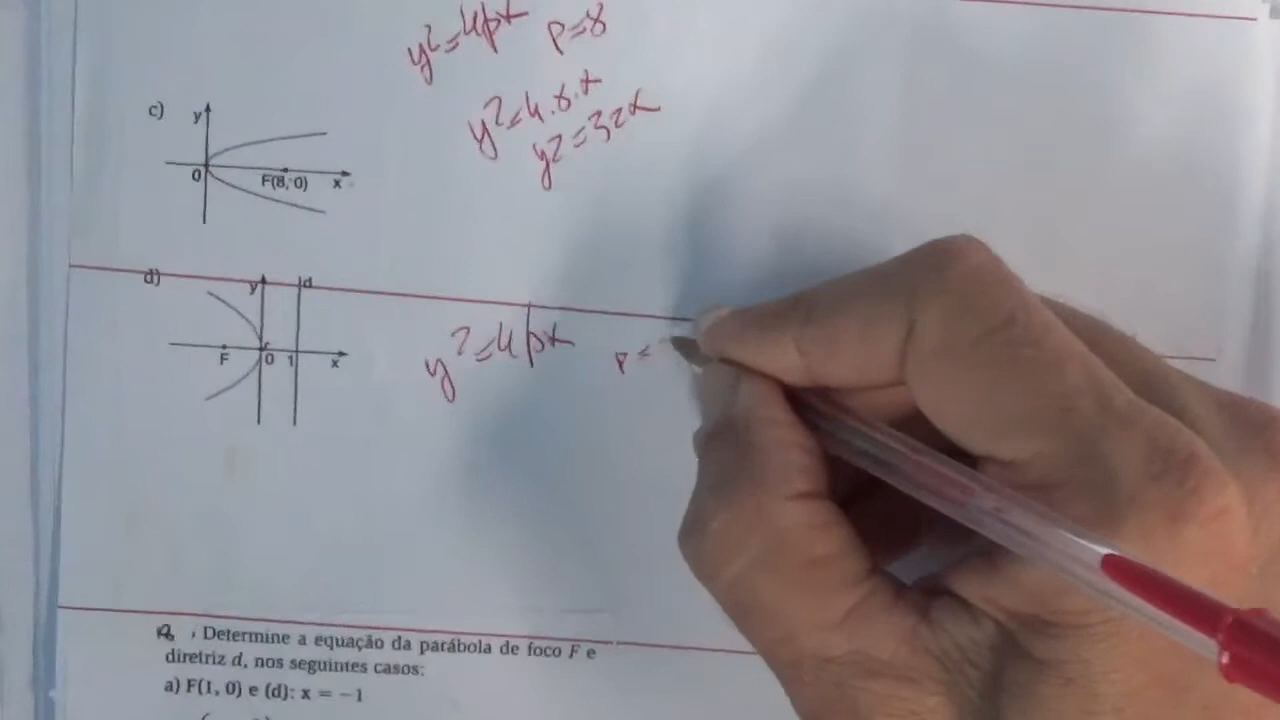 y²=4px p=8
y²=4.8.x
y²=32x
c) y
0 F(8, 0) x
d) y d
F 0 1 x
y²=4px p=
Determine a equação da parábola de foco F e
diretriz d, nos seguintes casos:
a) F(1, 0) e (d): x = −1